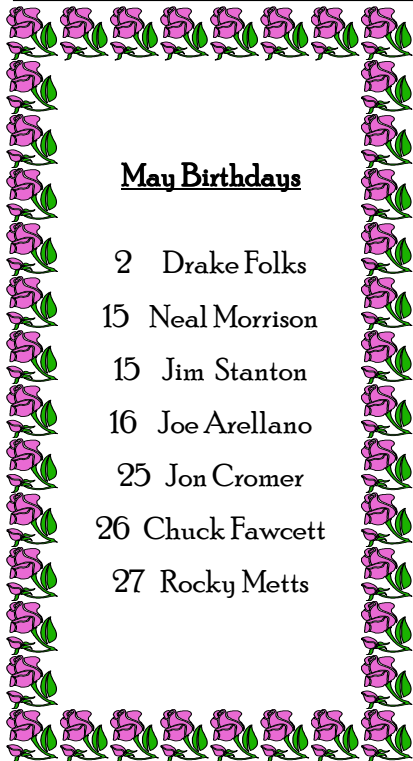 May Birthdays
2 Drake Folks
15 Neal Morrison
15 Jim Stanton
16 Joe Arellano
25 Jon Cromer
26 Chuck Fawcett
27 Rocky Metts